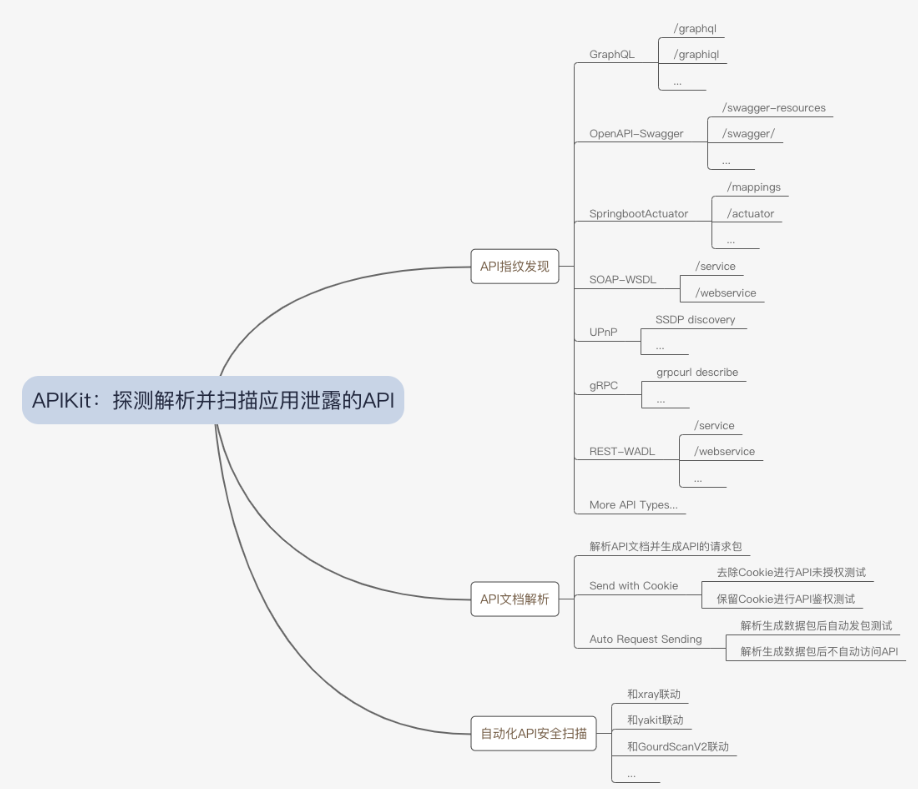 APIKit：探测解析并扫描应用泄露的API
API指纹发现
GraphQL
/graphql
/graphiql
...
OpenAPI-Swagger
/swagger-resources
/swagger/
...
SpringbootActuator
/mappings
/actuator
...
SOAP-WSDL
/service
/webservice
UPnP
SSDP discovery
...
gRPC
grpcurl describe
...
REST-WADL
/service
/webservice
...
More API Types...
API文档解析
解析API文档并生成API的请求包
Send with Cookie
去除Cookie进行API未授权测试
保留Cookie进行API鉴权测试
Auto Request Sending
解析生成数据包后自动发包测试
解析生成数据包后不自动访问API
自动化API安全扫描
和xray联动
和yakit联动
和GourdScanV2联动
...